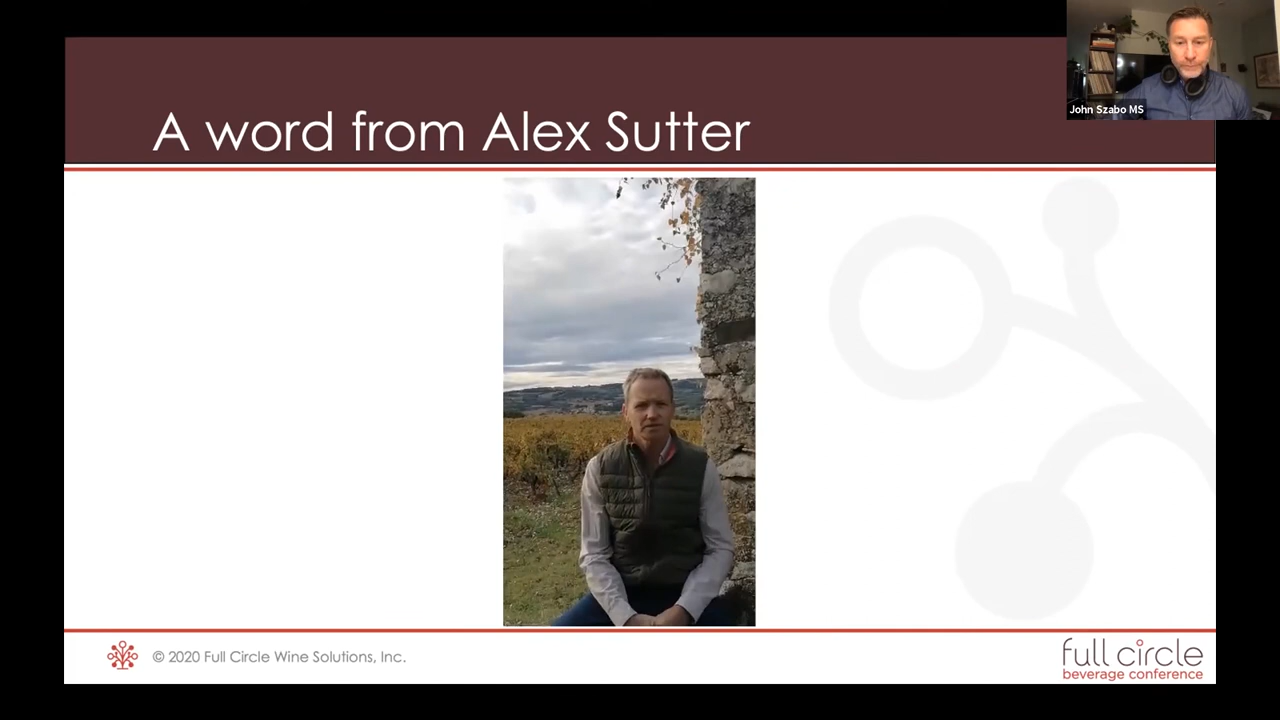 A word from Alex Sutter
John Szabo MS
© 2020 Full Circle Wine Solutions, Inc.
full circle
beverage conference